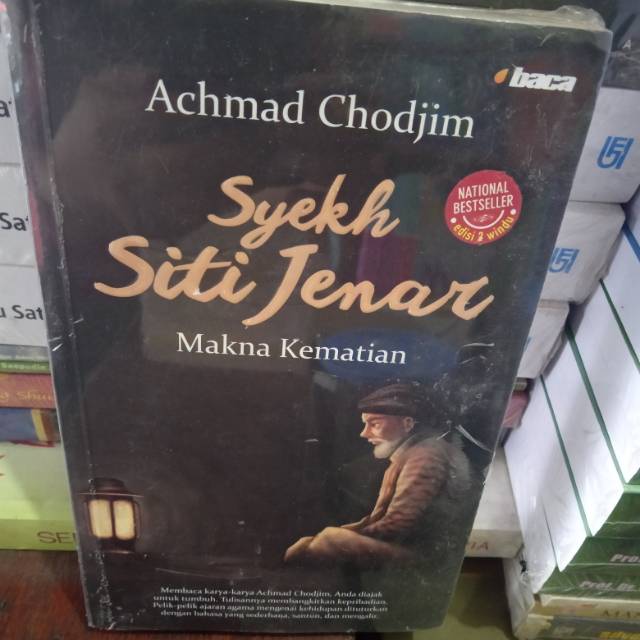 baca
Achmad Chodjim
NATIONAL
BESTSELLER
edisi 2 windu
Syekh
Siti Jenar
Makna Kematian
Membaca karya-karya Achmad Chodjim, Anda diajak
untuk tumbuh. Tulisannya membangkitkan kepribadian.
Pelik-pelik ajaran agama mengenai kehidupan dituturkan
dengan bahasa yang sederhana, santun, dan mengalir.